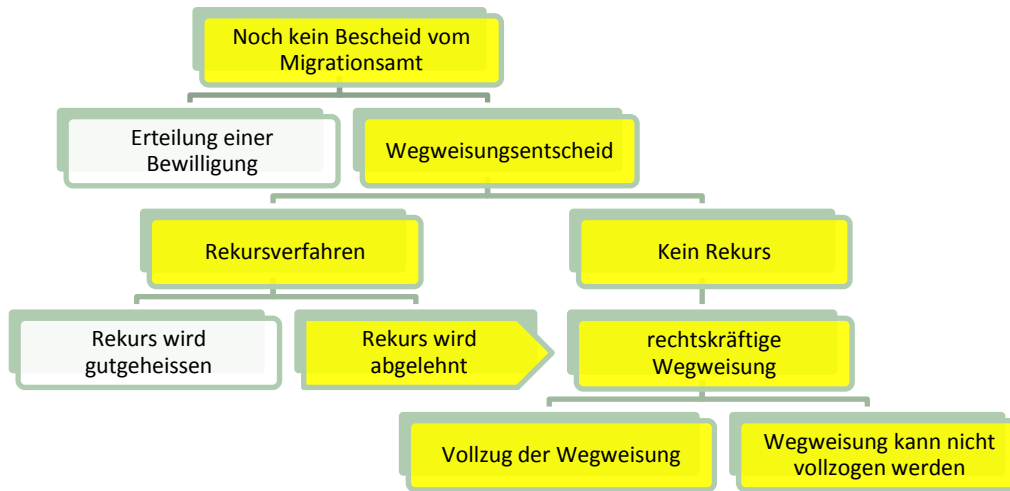 Noch kein Bescheid vom
Migrationsamt
Erteilung einer
Bewilligung
Wegweisungsentscheid
Rekursverfahren
Kein Rekurs
Rekurs wird
gutgeheissen
Rekurs wird
abgelehnt
rechtskräftige
Wegweisung
Vollzug der Wegweisung
Wegweisung kann nicht
vollzogen werden